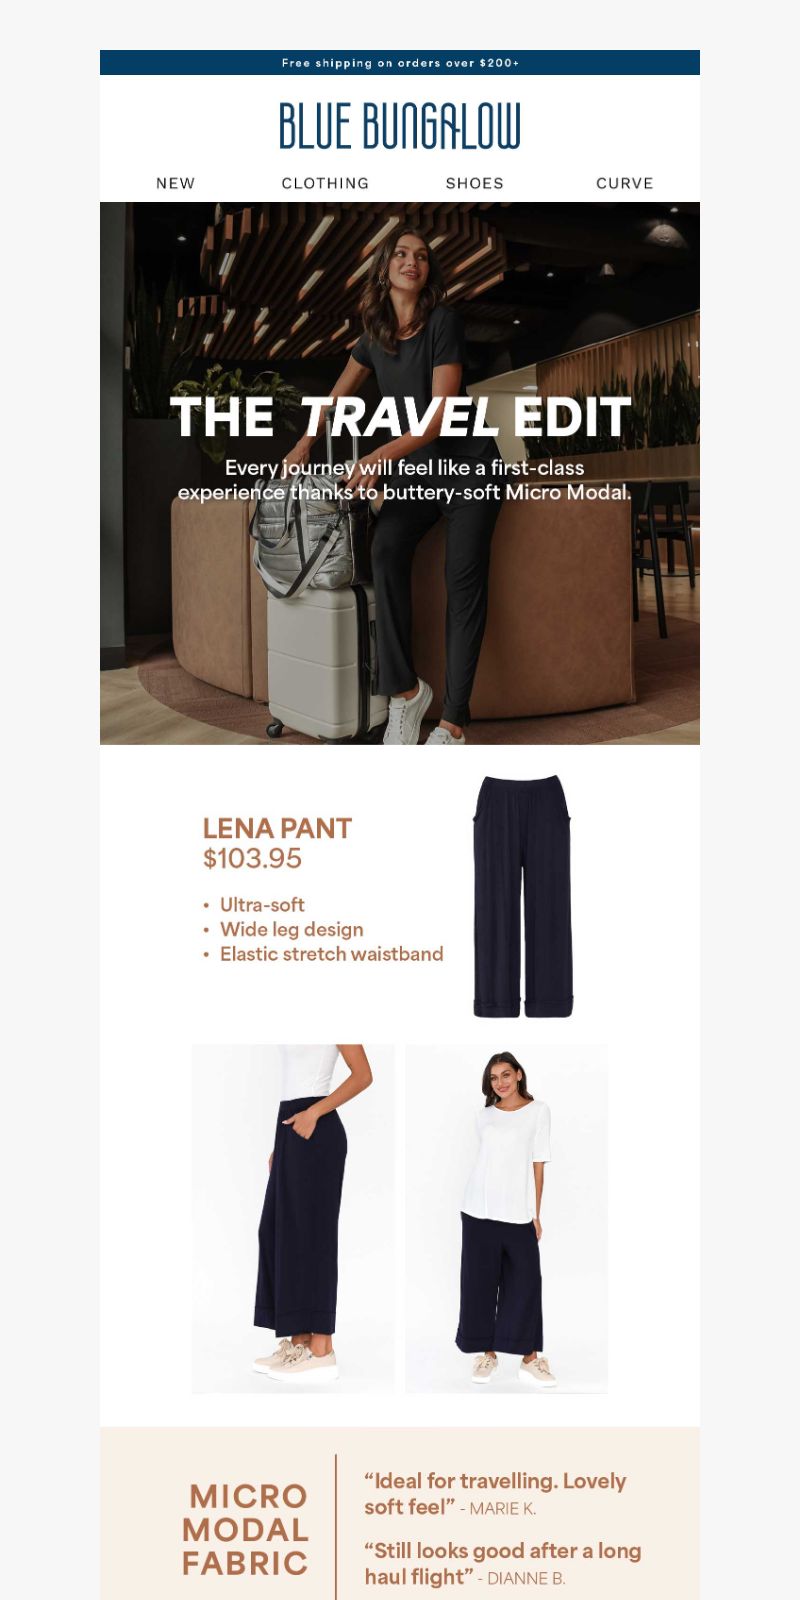 Free shipping on orders over $200+
BLUE BUNGALOW
NEW CLOTHING SHOES CURVE
THE TRAVEL EDIT
Every journey will feel like a first-class
experience thanks to buttery-soft Micro Modal.
LENA PANT
$103.95
• Ultra-soft
• Wide leg design
• Elastic stretch waistband
MICRO
MODAL
FABRIC
“Ideal for travelling. Lovely
soft feel” - MARIE K.
“Still looks good after a long
haul flight” - DIANNE B.